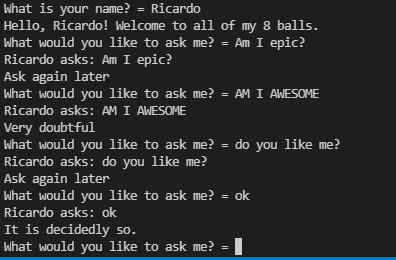 What is your name? = Ricardo
Hello, Ricardo! Welcome to all of my 8 balls.
What would you like to ask me? = Am I epic?
Ricardo asks: Am I epic?
Ask again later
What would you like to ask me? = AM I AWESOME
Ricardo asks: AM I AWESOME
Very doubtful
What would you like to ask me? = do you like me?
Ricardo asks: do you like me?
Ask again later
What would you like to ask me? = ok
Ricardo asks: ok
It is decidedly so.
What would you like to ask me? =